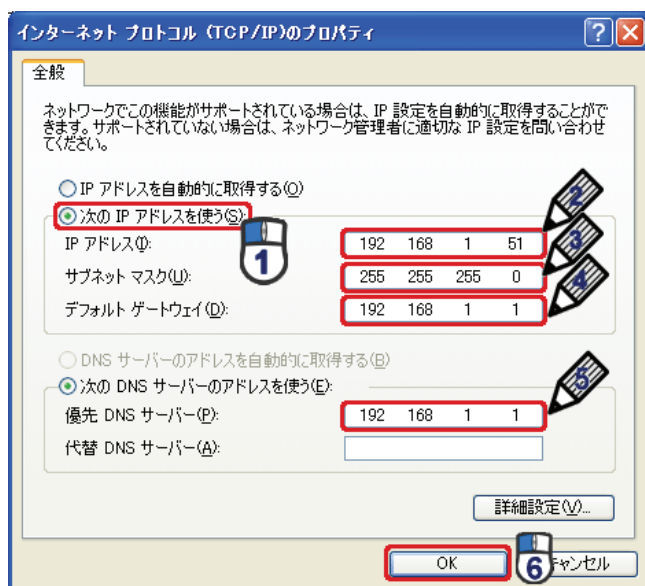 インターネット プロトコル (TCP/IP)のプロパティ
全般
ネットワークでこの機能がサポートされている場合は、IP 設定を自動的に取得することがで
きます。サポートされていない場合は、ネットワーク管理者に適切な IP 設定を問い合わせ
てください。
IP アドレスを自動的に取得する(O)
次の IP アドレスを使う(S):
1
IP アドレス(I):
192 168 1 51
2
サブネット マスク(U):
255 255 255 0
3
デフォルト ゲートウェイ(D):
192 168 1 1
4
DNS サーバーのアドレスを自動的に取得する(B)
次の DNS サーバーのアドレスを使う(E):
優先 DNS サーバー(P):
192 168 1 1
5
代替 DNS サーバー(A):
詳細設定(V)...
OK
6
ャンセル